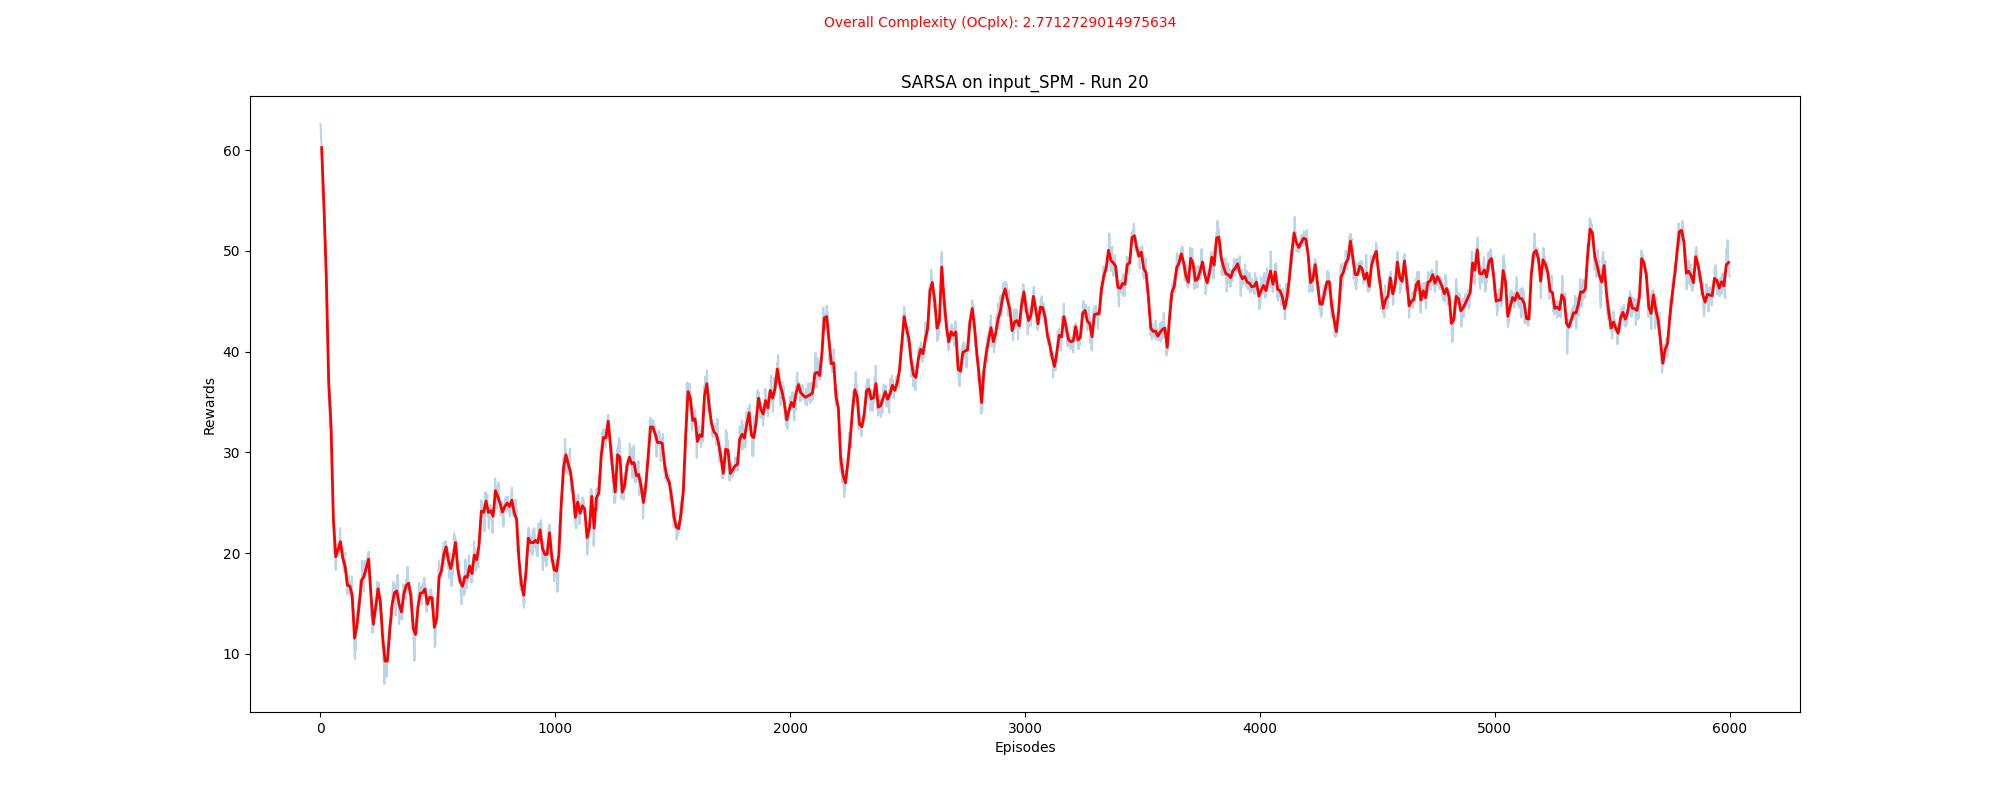 Overall Complexity (OCplx): 2.7712729014975634
SARSA on input_SPM - Run 20
Rewards
60
50
40
30
20
10
0 1000 2000 3000 4000 5000 6000
Episodes